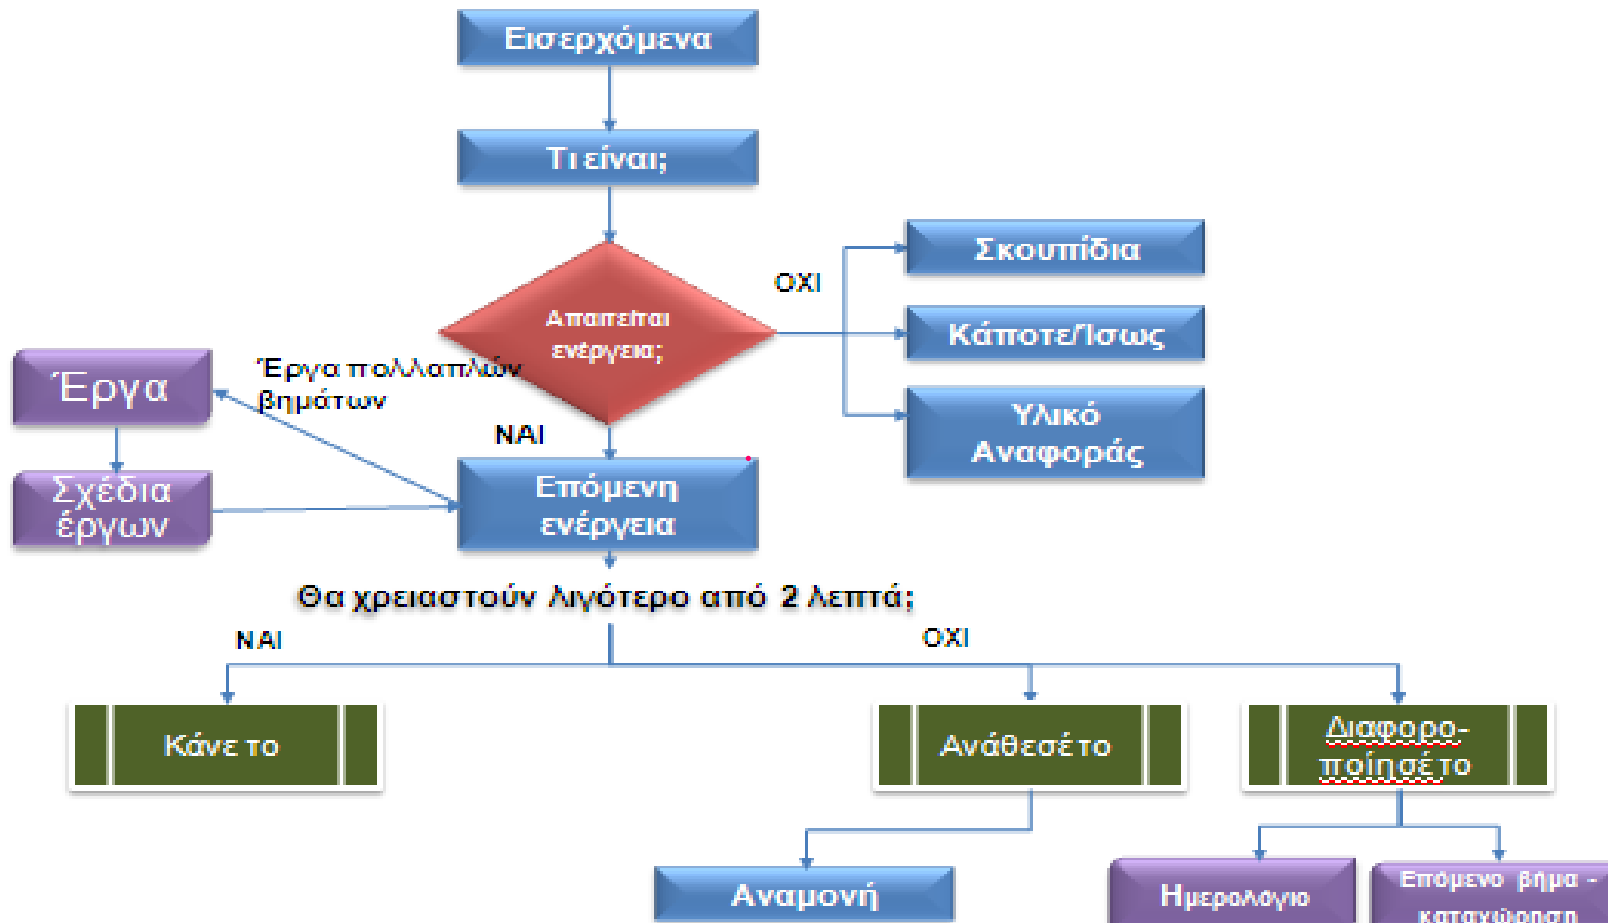 Εισερχόμενα
Τι είναι;
Σκουπίδια
ΟΧΙ
Απαιτείται
ενέργεια;
Κάποτε/Ίσως
Έργα
Έργα πολλαπλών
βημάτων
Υλικό
Αναφοράς
ΝΑΙ
Σχέδια
έργων
Επόμενη
ενέργεια
Θα χρειαστούν λιγότερο από 2 λεπτά;
ΝΑΙ
ΟΧΙ
Κάνε το
Ανάθεσέ το
Διαφορο-
ποίησέ το
Αναμονή
Ημερολόγιο
Επόμενο βήμα -
καταχώρηση